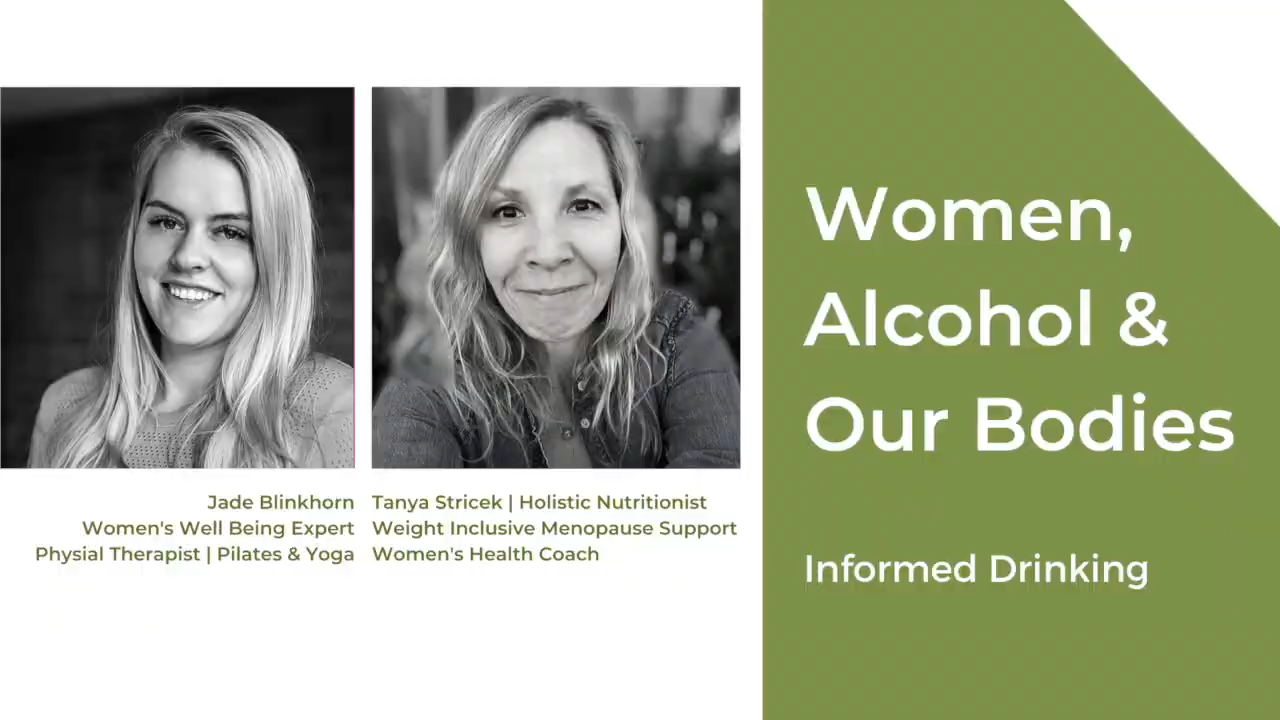 Jade Blinkhorn
Women's Well Being Expert
Physial Therapist | Pilates & Yoga
Tanya Stricek | Holistic Nutritionist
Weight Inclusive Menopause Support
Women's Health Coach
Women,
Alcohol &
Our Bodies
Informed Drinking